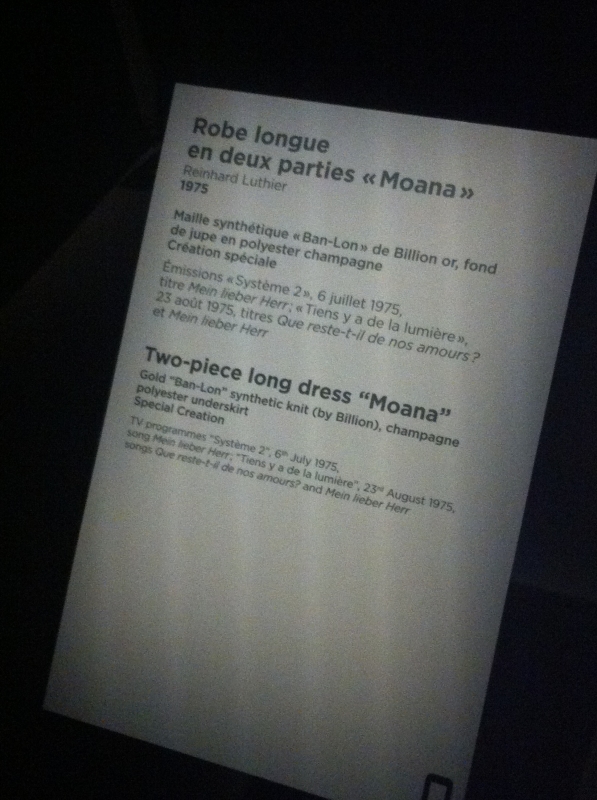 Robe longue
en deux parties « Moana »
Reinhard Luthier
1975
Maille synthétique « Ban-Lon » de Billion or, fond
de jupe en polyester champagne
Création spéciale
Émissions « Système 2 », 6 juillet 1975,
titre Mein lieber Herr ; « Tiens y a de la lumière »,
23 août 1975, titres Que reste-t-il de nos amours ?
et Mein lieber Herr
Two-piece long dress “Moana”
Gold “Ban-Lon” synthetic knit (by Billion), champagne
polyester underskirt
Special Creation
TV programmes “Système 2”, 6th July 1975,
song Mein lieber Herr; “Tiens y a de la lumière”, 23rd August 1975,
songs Que reste-t-il de nos amours? and Mein lieber Herr